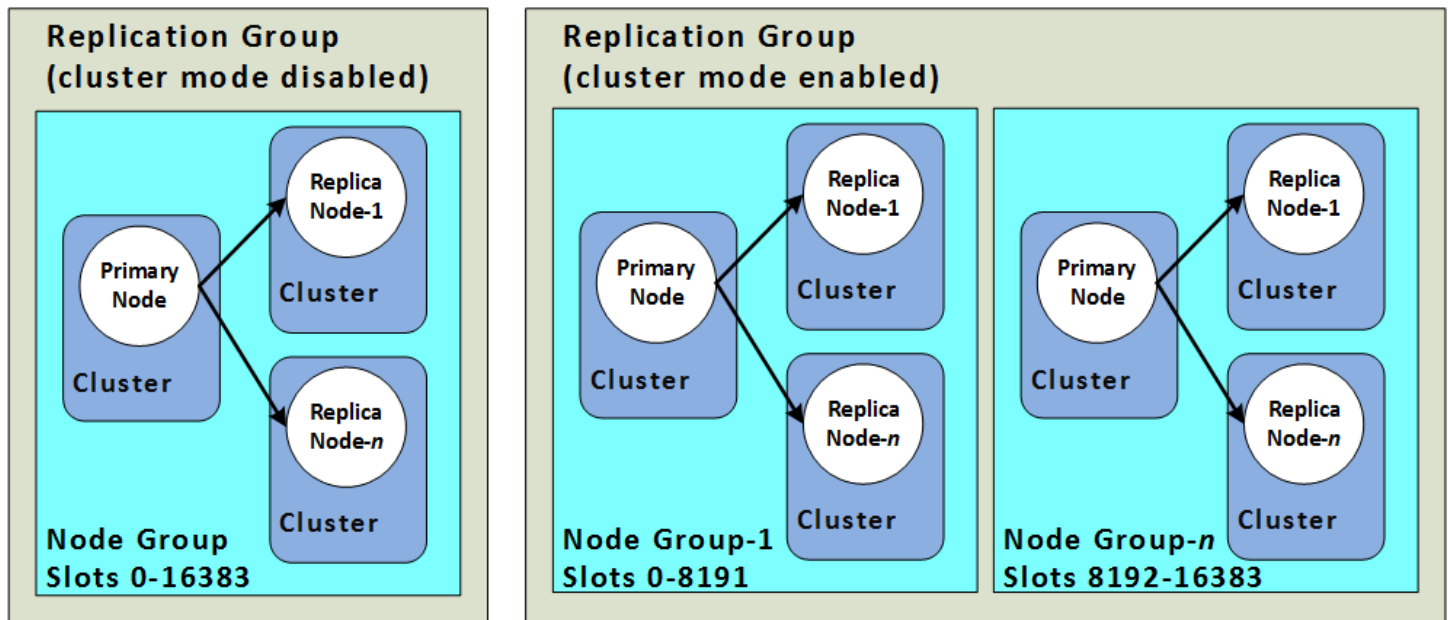 Replication Group
(cluster mode disabled)
Replica
Node-1
Cluster
Primary
Node
Cluster
Replica
Node-n
Cluster
Node Group
Slots 0-16383
Replication Group
(cluster mode enabled)
Replica
Node-1
Cluster
Primary
Node
Cluster
Replica
Node-n
Cluster
Node Group-1
Slots 0-8191
Replica
Node-1
Cluster
Primary
Node
Cluster
Replica
Node-n
Cluster
Node Group-n
Slots 8192-16383